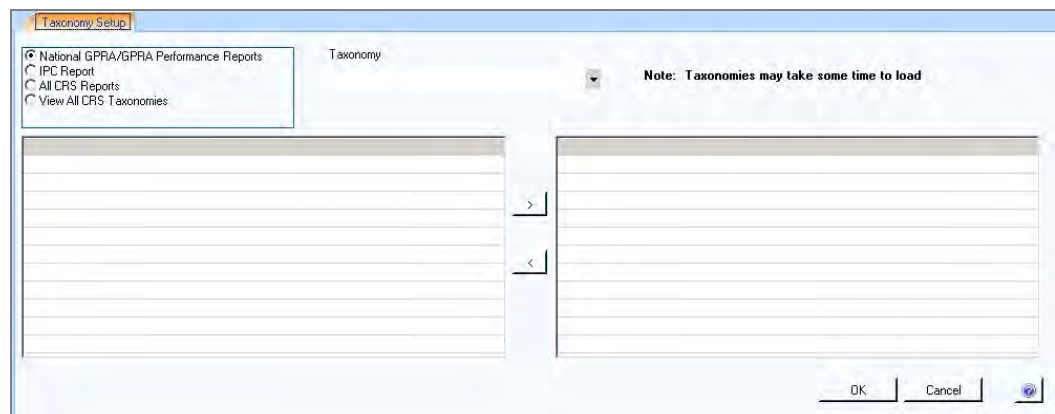 Taxonomy Setup
National GPRA/GPRA Performance Reports
IPC Report
All CRS Reports
View All CRS Taxonomies
Taxonomy
Note: Taxonomies may take some time to load
>
<
OK
Cancel
?